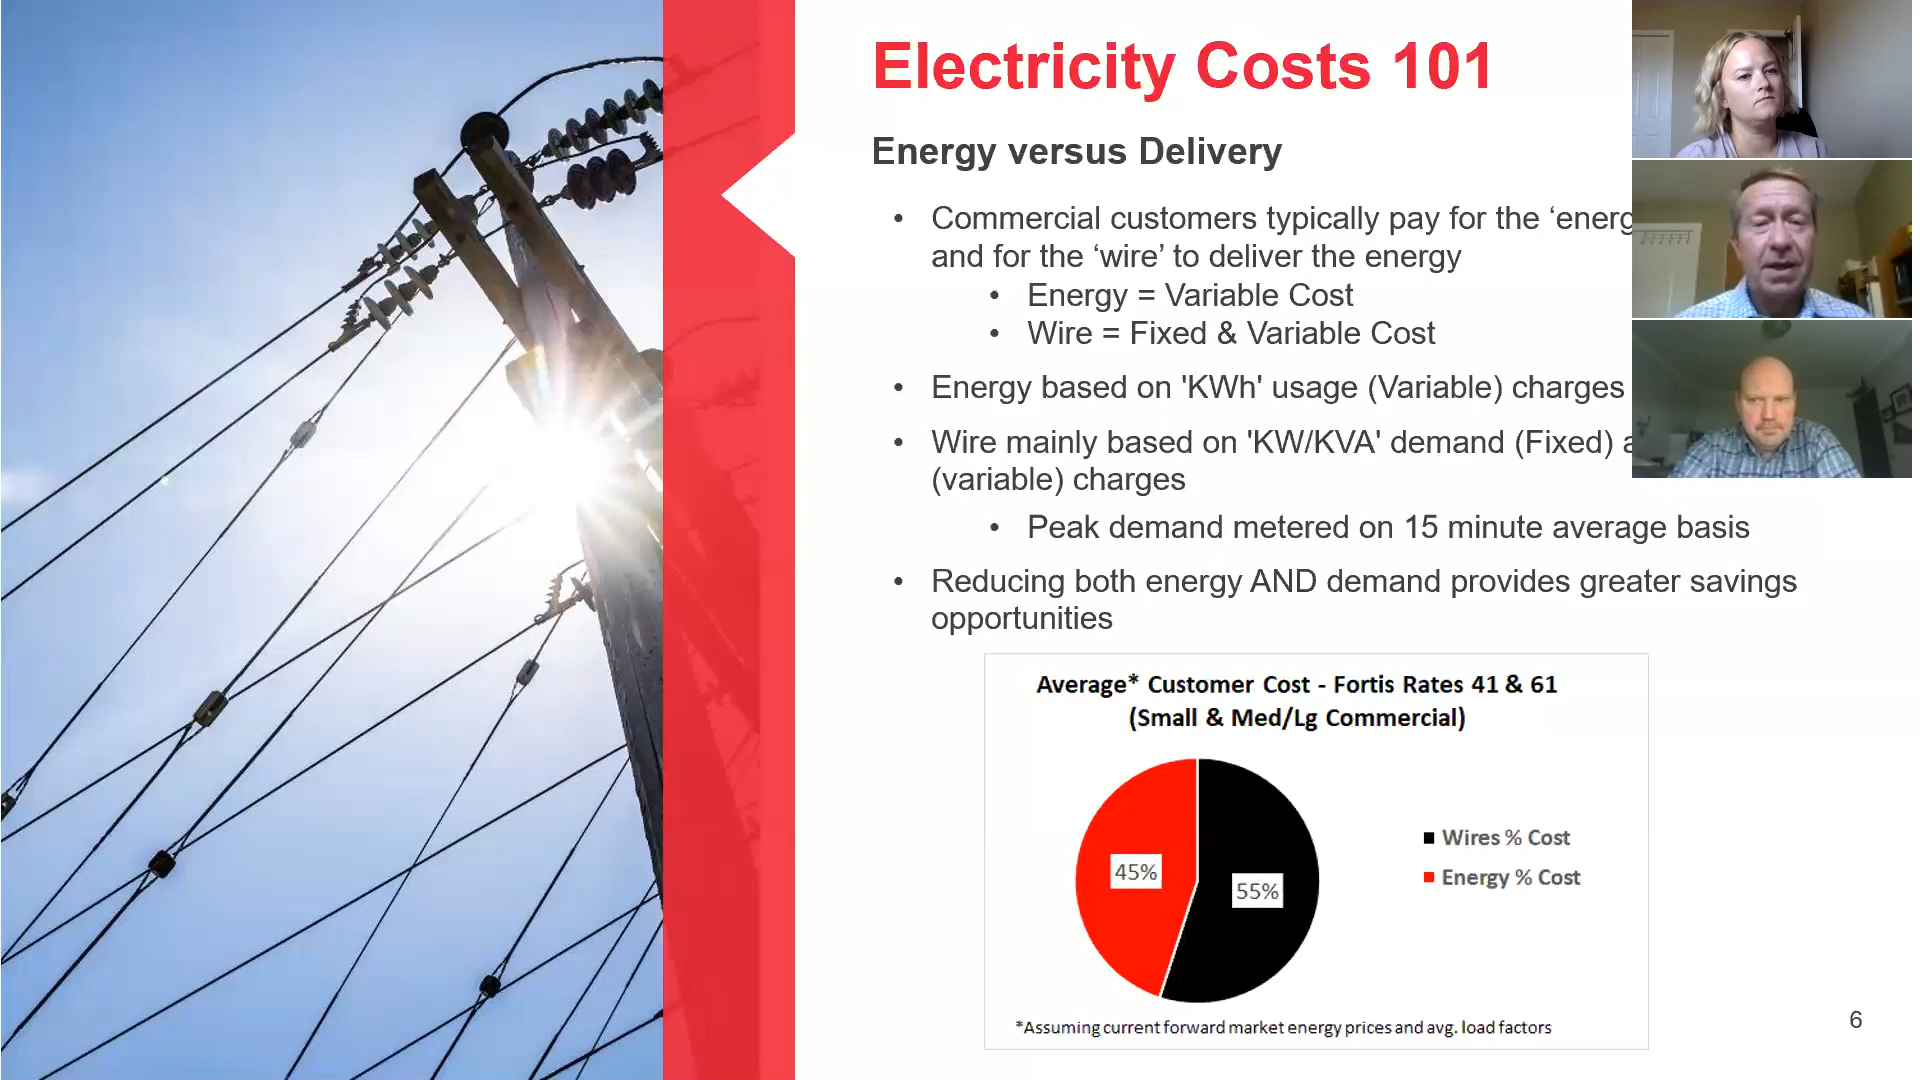 Electricity Costs 101
Energy versus Delivery
• Commercial customers typically pay for the ‘energ
and for the ‘wire’ to deliver the energy
• Energy = Variable Cost
• Wire = Fixed & Variable Cost
• Energy based on 'KWh' usage (Variable) charges
• Wire mainly based on 'KW/KVA' demand (Fixed)
(variable) charges
• Peak demand metered on 15 minute average basis
• Reducing both energy AND demand provides greater savings
opportunities
Average* Customer Cost - Fortis Rates 41 & 61
(Small & Med/Lg Commercial)
45%
55%
Wires % Cost
Energy % Cost
*Assuming current forward market energy prices and avg. load factors
6